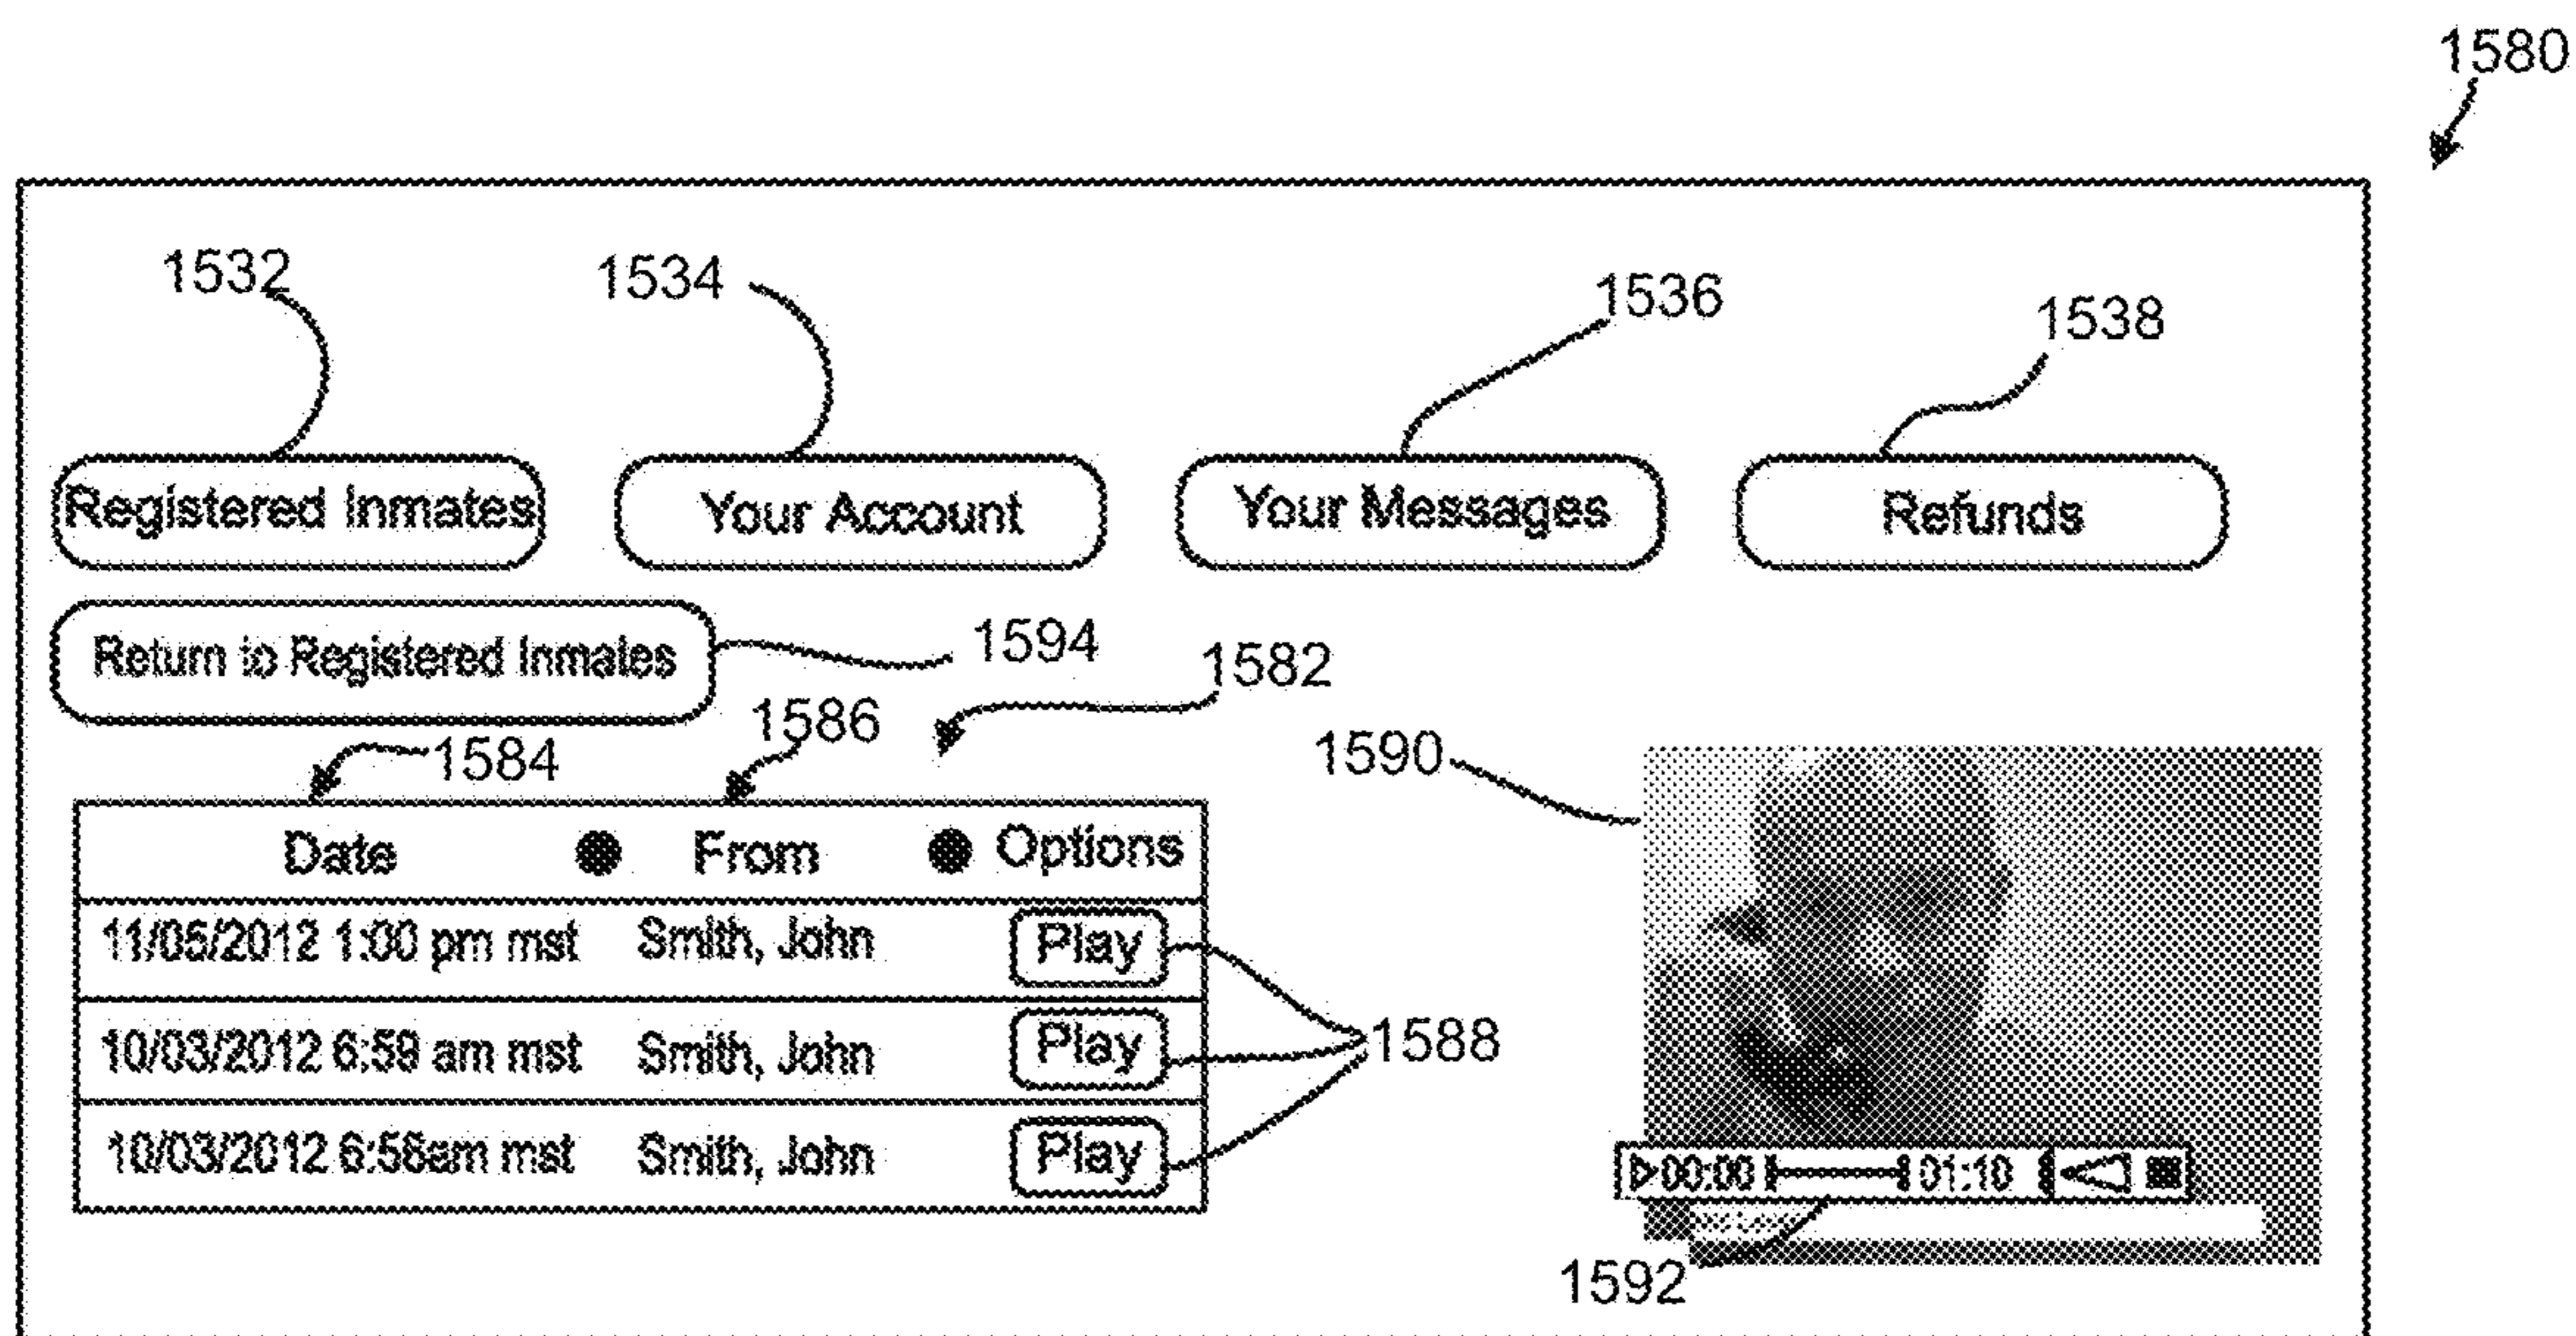 1580
1532 1534 1536 1538
Registered Inmates Your Account Your Messages Refunds
Return to Registered Inmates 1594 1582
1586
1584 1590
Date From Options
11/05/2012 1:00 pm mst Smith, John Play
10/03/2012 6:59 am mst Smith, John Play 1588
10/03/2012 6:56am mst Smith, John Play
00:00 01:10
1592